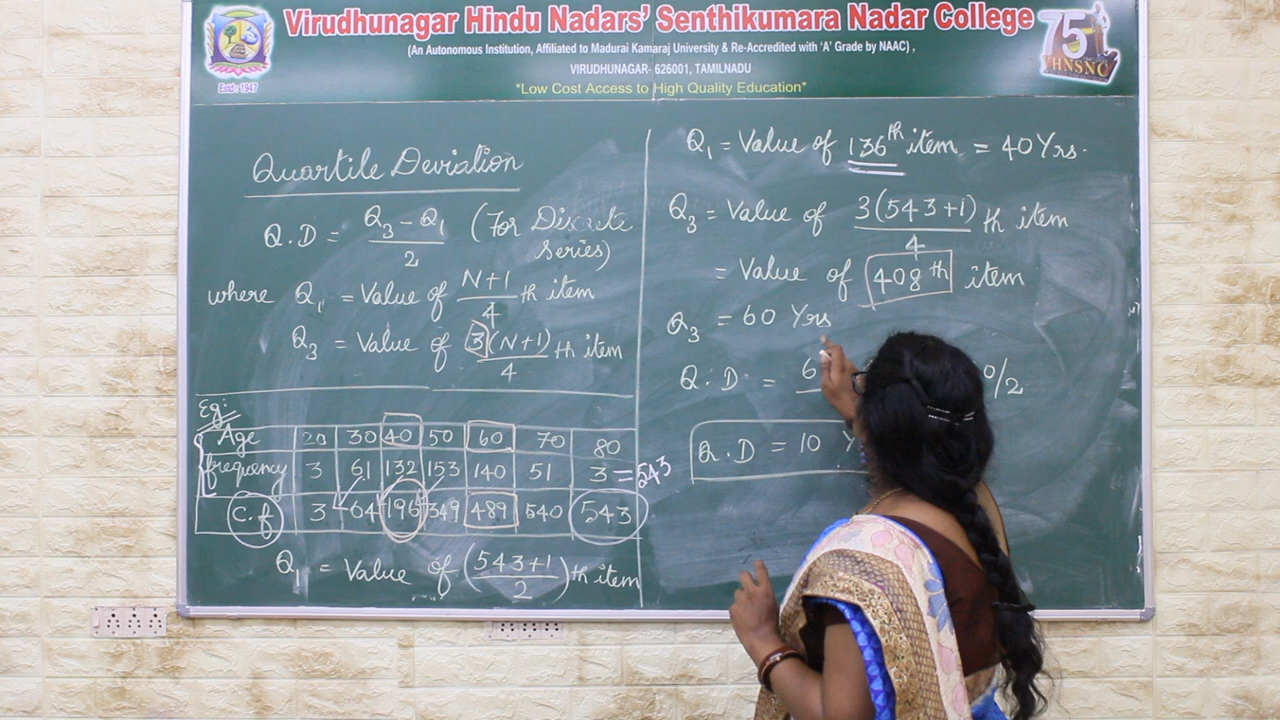 Virudhunagar Hindu Nadars' Senthikumara Nadar College
(An Autonomous Institution, Affiliated to Madurai Kamaraj University & Re-Accredited with 'A' Grade by NAAC) ,
VIRUDHUNAGAR- 626001, TAMILNADU
"Low Cost Access to High Quality Education"
Estd : 1947
75
VHNSNC
Quartile Deviation
Q.D = Q3 - Q1 / 2 (For Discrete series)
where Q1 = Value of N+1 / 4 th item
Q3 = Value of 3(N+1) / 4 th item
Eg:
Age 20 30 40 50 60 70 80
frequency 3 61 132 153 140 51 3 = 543
C.f 3 64 196 349 489 540 543
Q1 = Value of (543+1 / 2) th item
Q1 = Value of 136th item = 40 Yrs.
Q3 = Value of 3(543+1) / 4 th item
= Value of 408th item
Q3 = 60 Yrs
Q.D = 6 0/2
Q.D = 10 Y